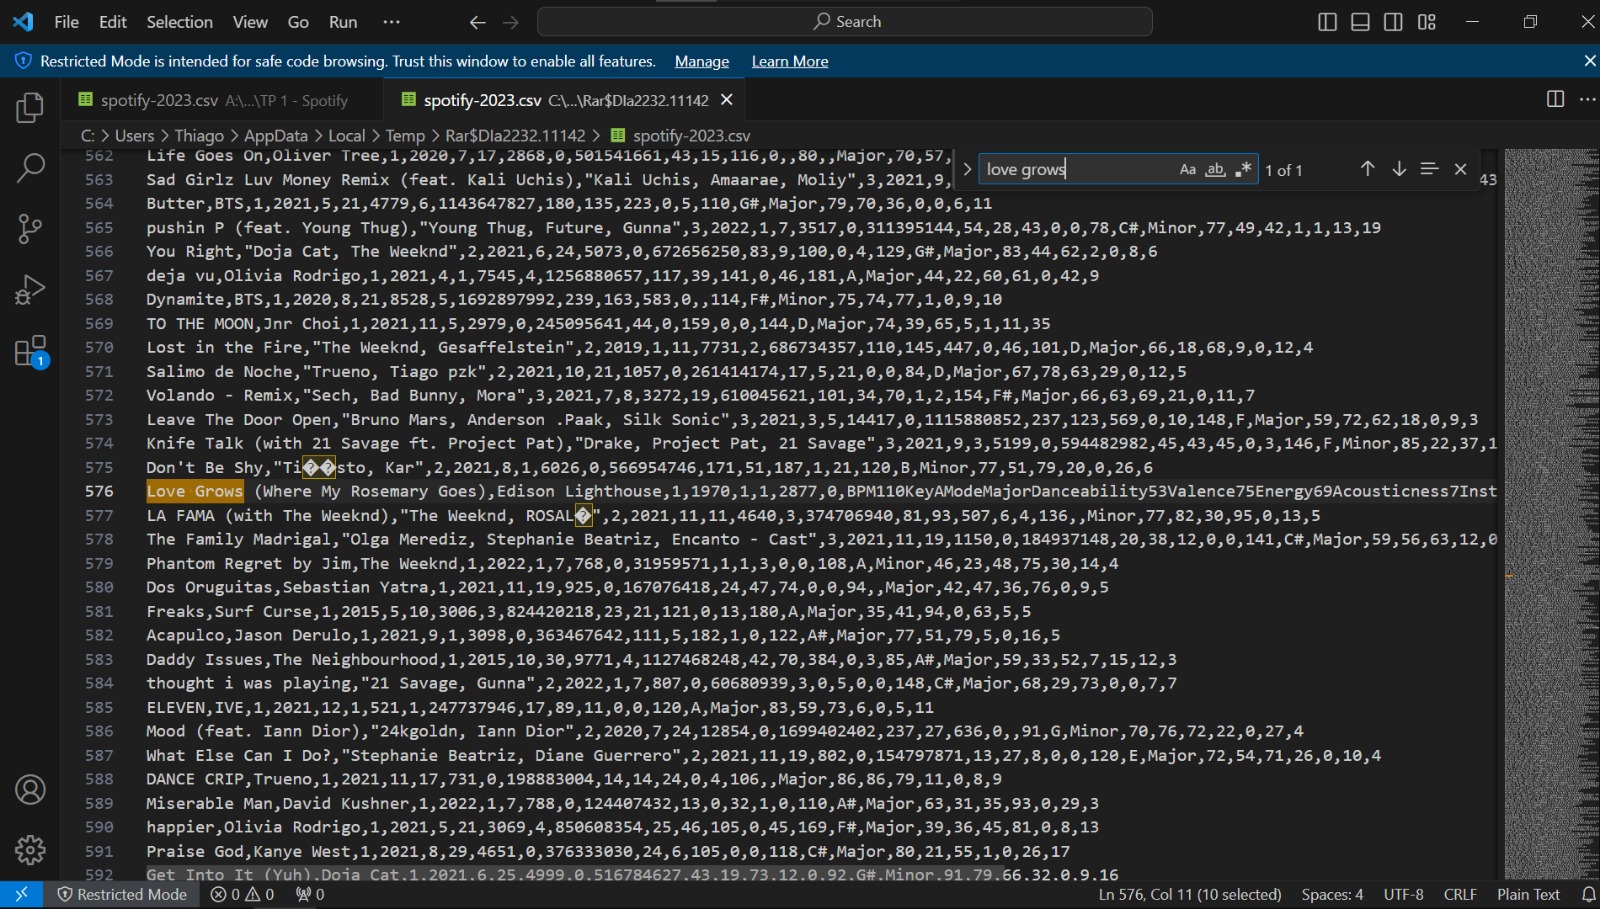 File Edit Selection View Go Run ··· Search
Restricted Mode is intended for safe code browsing. Trust this window to enable all features. Manage Learn More
spotify-2023.csv A:\...\TP 1 - Spotify spotify-2023.csv C:\...\Rar$DIa2232.11142
C: > Users > Thiago > AppData > Local > Temp > Rar$DIa2232.11142 > spotify-2023.csv
love grows Aa ab 1 of 1
562 Life Goes On,Oliver Tree,1,2020,7,17,2868,0,501541661,43,15,116,0,,80,,Major,70,57,
563 Sad Girlz Luv Money Remix (feat. Kali Uchis),"Kali Uchis, Amaarae, Moliy",3,2021,9, 43
564 Butter,BTS,1,2021,5,21,4779,6,1143647827,180,135,223,0,5,110,G#,Major,79,70,36,0,0,6,11
565 pushin P (feat. Young Thug),"Young Thug, Future, Gunna",3,2022,1,7,3517,0,311395144,54,28,43,0,0,78,C#,Minor,77,49,42,1,1,13,19
566 You Right,"Doja Cat, The Weeknd",2,2021,6,24,5073,0,672656250,83,9,100,0,4,129,G#,Major,83,44,62,2,0,8,6
567 deja vu,Olivia Rodrigo,1,2021,4,1,7545,4,1256880657,117,39,141,0,46,181,A,Major,44,22,60,61,0,42,9
568 Dynamite,BTS,1,2020,8,21,8528,5,1692897992,239,163,583,0,,114,F#,Minor,75,74,77,1,0,9,10
569 TO THE MOON,Jnr Choi,1,2021,11,5,2979,0,245095641,44,0,159,0,0,144,D,Major,74,39,65,5,1,11,35
570 Lost in the Fire,"The Weeknd, Gesaffelstein",2,2019,1,11,7731,2,686734357,110,145,447,0,46,101,D,Major,66,18,68,9,0,12,4
571 Salimo de Noche,"Trueno, Tiago pzk",2,2021,10,21,1057,0,261414174,17,5,21,0,0,84,D,Major,67,78,63,29,0,12,5
572 Volando - Remix,"Sech, Bad Bunny, Mora",3,2021,7,8,3272,19,610045621,101,34,70,1,2,154,F#,Major,66,63,69,21,0,11,7
573 Leave The Door Open,"Bruno Mars, Anderson .Paak, Silk Sonic",3,2021,3,5,14417,0,1115880852,237,123,569,0,10,148,F,Major,59,72,62,18,0,9,3
574 Knife Talk (with 21 Savage ft. Project Pat),"Drake, Project Pat, 21 Savage",3,2021,9,3,5199,0,594482982,45,43,45,0,3,146,F,Minor,85,22,37,1
575 Don't Be Shy,"Ti��sto, Kar",2,2021,8,1,6026,0,566954746,171,51,187,1,21,120,B,Minor,77,51,79,20,0,26,6
576 Love Grows (Where My Rosemary Goes),Edison Lighthouse,1,1970,1,1,2877,0,BPM110KeyAModeMajorDanceability53Valence75Energy69Acousticness7Inst
577 LA FAMA (with The Weeknd),"The Weeknd, ROSAL�",2,2021,11,11,4640,3,374706940,81,93,507,6,4,136,,Minor,77,82,30,95,0,13,5
578 The Family Madrigal,"Olga Merediz, Stephanie Beatriz, Encanto - Cast",3,2021,11,19,1150,0,184937148,20,38,12,0,0,141,C#,Major,59,56,63,12,0
579 Phantom Regret by Jim,The Weeknd,1,2022,1,7,768,0,31959571,1,1,3,0,0,108,A,Minor,46,23,48,75,30,14,4
580 Dos Oruguitas,Sebastian Yatra,1,2021,11,19,925,0,167076418,24,47,74,0,0,94,,Major,42,47,36,76,0,9,5
581 Freaks,Surf Curse,1,2015,5,10,3006,3,824420218,23,21,121,0,13,180,A,Major,35,41,94,0,63,5,5
582 Acapulco,Jason Derulo,1,2021,9,1,3098,0,363467642,111,5,182,1,0,122,A#,Major,77,51,79,5,0,16,5
583 Daddy Issues,The Neighbourhood,1,2015,10,30,9771,4,1127468248,42,70,384,0,3,85,A#,Major,59,33,52,7,15,12,3
584 thought i was playing,"21 Savage, Gunna",2,2022,1,7,807,0,60680939,3,0,5,0,0,148,C#,Major,68,29,73,0,0,7,7
585 ELEVEN,IVE,1,2021,12,1,521,1,247737946,17,89,11,0,0,120,A,Major,83,59,73,6,0,5,11
586 Mood (feat. Iann Dior),"24kgoldn, Iann Dior",2,2020,7,24,12854,0,1699402402,237,27,636,0,,91,G,Minor,70,76,72,22,0,27,4
587 What Else Can I Do?,"Stephanie Beatriz, Diane Guerrero",2,2021,11,19,802,0,154797871,13,27,8,0,0,120,E,Major,72,54,71,26,0,10,4
588 DANCE CRIP,Trueno,1,2021,11,17,731,0,198883004,14,14,24,0,4,106,,Major,86,86,79,11,0,8,9
589 Miserable Man,David Kushner,1,2022,1,7,788,0,124407432,13,0,32,1,0,110,A#,Major,63,31,35,93,0,29,3
590 happier,Olivia Rodrigo,1,2021,5,21,3069,4,850608354,25,46,105,0,45,169,F#,Major,39,36,45,81,0,8,13
591 Praise God,Kanye West,1,2021,8,29,4651,0,376333030,24,6,105,0,0,118,C#,Major,80,21,55,1,0,26,17
592 Get Into It (Yuh),Doja Cat,1,2021,6,25,4999,0,516784627,43,19,73,12,0,92,G#,Minor,91,79,66,32,0,9,16
1
Restricted Mode 0 0 0 Ln 576, Col 11 (10 selected) Spaces: 4 UTF-8 CRLF Plain Text